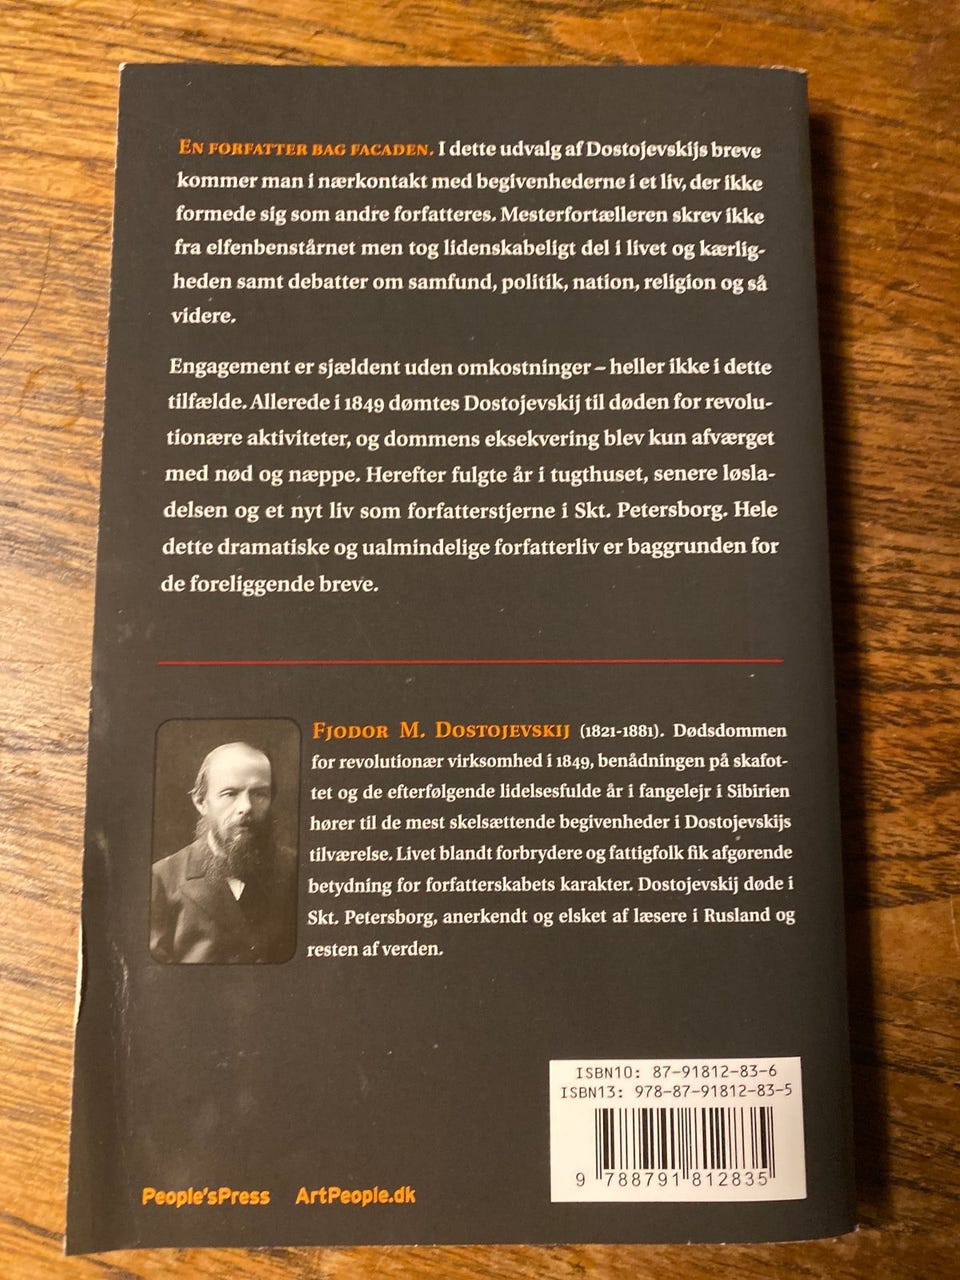 En forfatter bag facaden. I dette udvalg af Dostojevskijs breve
kommer man i nærkontakt med begivenhederne i et liv, der ikke
formede sig som andre forfatteres. Mesterfortælleren skrev ikke
fra elfenbenstårnet men tog lidenskabeligt del i livet og kærlig-
heden samt debatter om samfund, politik, nation, religion og så
videre.
Engagement er sjældent uden omkostninger – heller ikke i dette
tilfælde. Allerede i 1849 dømtes Dostojevskij til døden for revolu-
tionære aktiviteter, og dommens eksekvering blev kun afværget
med nød og næppe. Herefter fulgte år i tugthuset, senere løsla-
delsen og et nyt liv som forfatterstjerne i Skt. Petersborg. Hele
dette dramatiske og ualmindelige forfatterliv er baggrunden for
de foreliggende breve.
Fjodor M. Dostojevskij (1821-1881). Dødsdommen
for revolutionær virksomhed i 1849, benådningen på skafot-
tet og de efterfølgende lidelsesfulde år i fangelejr i Sibirien
hører til de mest skelsættende begivenheder i Dostojevskijs
tilværelse. Livet blandt forbrydere og fattigfolk fik afgørende
betydning for forfatterskabets karakter. Dostojevskij døde i
Skt. Petersborg, anerkendt og elsket af læsere i Rusland og
resten af verden.
ISBN10: 87-91812-83-6
ISBN13: 978-87-91812-83-5
9 788791 812835
People'sPress ArtPeople.dk